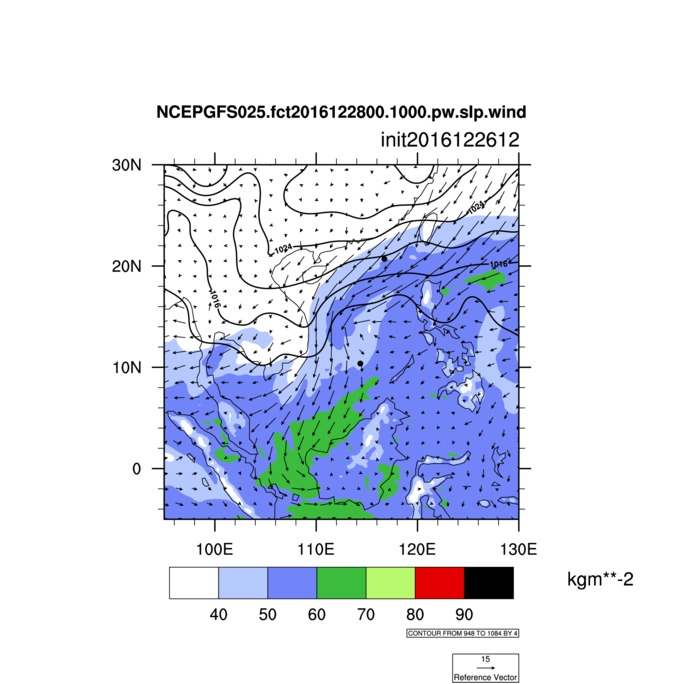 NCEPGFS025.fct2016122800.1000.pw.slp.wind
init2016122612
30N
20N
10N
0
1024
1024
1016
1016
100E 110E 120E 130E
40 50 60 70 80 90
kgm**-2
CONTOUR FROM 948 TO 1084 BY 4
15
Reference Vector